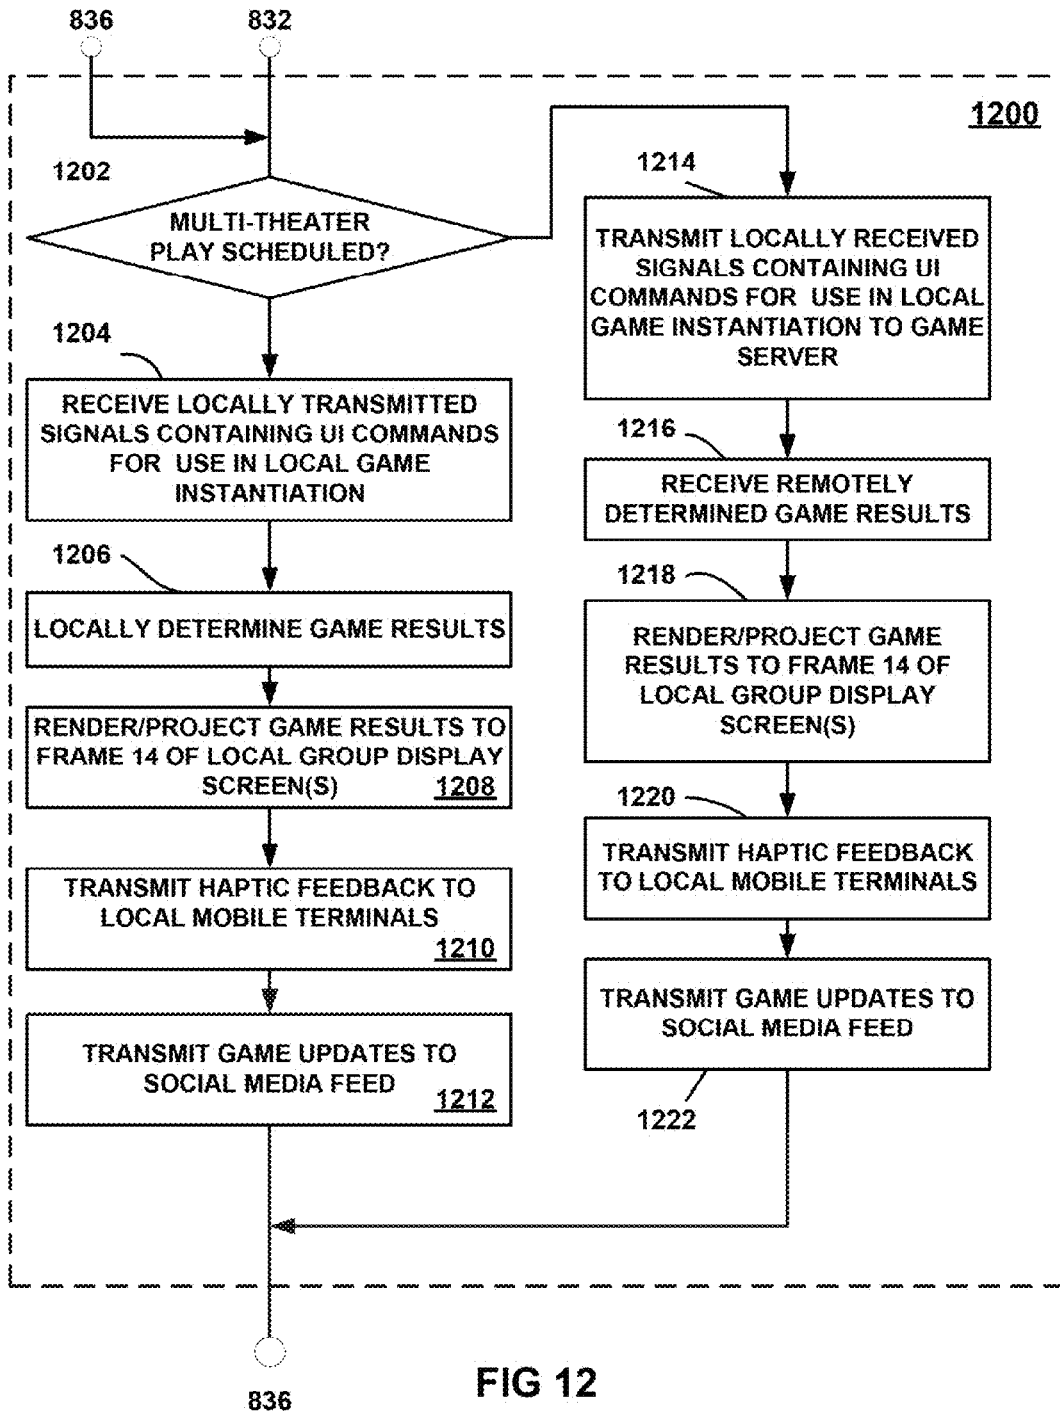 836
832
1200
1202
MULTI-THEATER
PLAY SCHEDULED?
1204
RECEIVE LOCALLY TRANSMITTED
SIGNALS CONTAINING UI COMMANDS
FOR USE IN LOCAL GAME
INSTANTIATION
1206
LOCALLY DETERMINE GAME RESULTS
RENDER/PROJECT GAME RESULTS TO
FRAME 14 OF LOCAL GROUP DISPLAY
SCREEN(S)
1208
TRANSMIT HAPTIC FEEDBACK TO
LOCAL MOBILE TERMINALS
1210
TRANSMIT GAME UPDATES TO
SOCIAL MEDIA FEED
1212
1214
TRANSMIT LOCALLY RECEIVED
SIGNALS CONTAINING UI
COMMANDS FOR USE IN LOCAL
GAME INSTANTIATION TO GAME
SERVER
1216
RECEIVE REMOTELY
DETERMINED GAME RESULTS
1218
RENDER/PROJECT GAME
RESULTS TO FRAME 14 OF
LOCAL GROUP DISPLAY
SCREEN(S)
1220
TRANSMIT HAPTIC FEEDBACK
TO LOCAL MOBILE TERMINALS
TRANSMIT GAME UPDATES TO
SOCIAL MEDIA FEED
1222
836
FIG 12